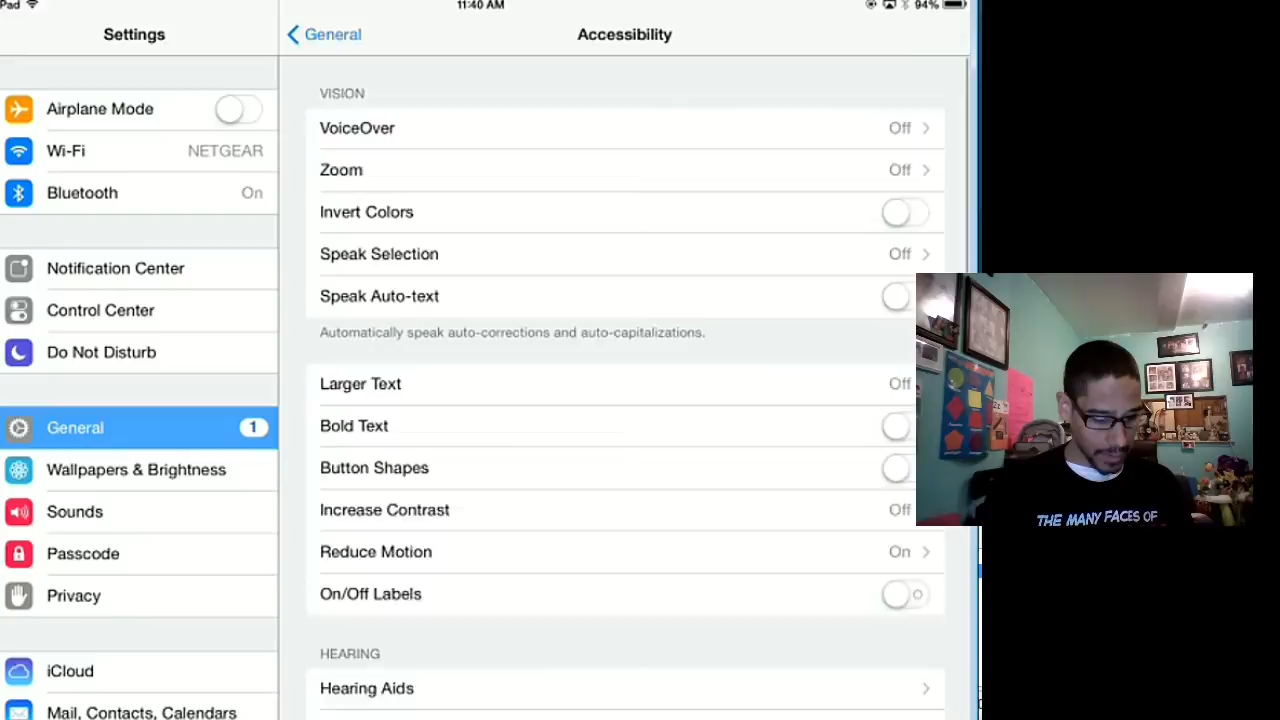 Pad
11:40 AM
94%
Settings
General
Accessibility
Airplane Mode
Wi-Fi NETGEAR
Bluetooth On
Notification Center
Control Center
Do Not Disturb
General 1
Wallpapers & Brightness
Sounds
Passcode
Privacy
iCloud
Mail, Contacts, Calendars
VISION
VoiceOver Off
Zoom Off
Invert Colors
Speak Selection Off
Speak Auto-text
Automatically speak auto-corrections and auto-capitalizations.
Larger Text Off
Bold Text
Button Shapes
Increase Contrast Off
Reduce Motion On
On/Off Labels
HEARING
Hearing Aids
THE MANY FACES OF